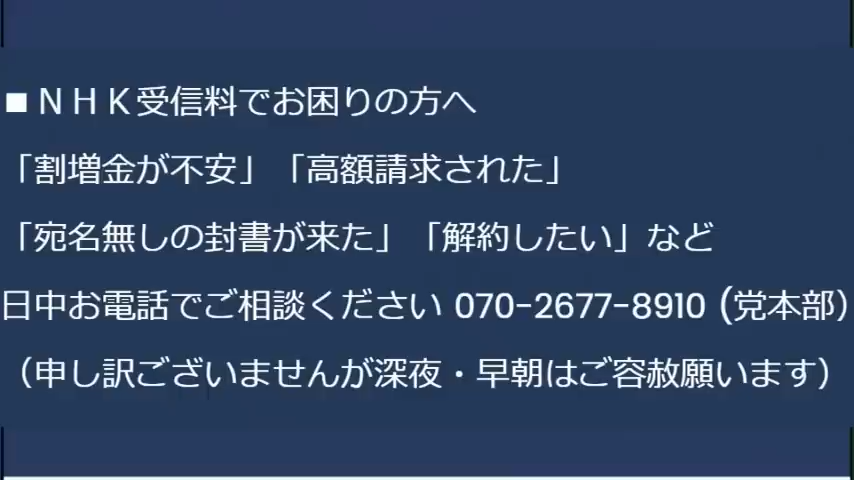 ■ＮＨＫ受信料でお困りの方へ
「割増金が不安」「高額請求された」
「宛名無しの封書が来た」「解約したい」など
日中お電話でご相談ください 070-2677-8910 (党本部)
（申し訳ございませんが深夜・早朝はご容赦願います）